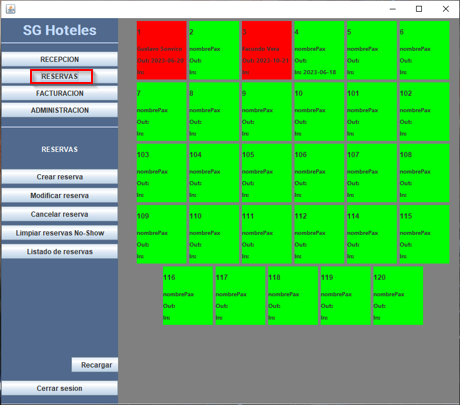 SG Hoteles
RECEPCION
RESERVAS
FACTURACION
ADMINISTRACION
RESERVAS
Crear reserva
Modificar reserva
Cancelar reserva
Limpiar reservas No-Show
Listado de reservas
Recargar
Cerrar sesion
1
In:
2
nombrePax
Out:
In:
3
In:
4
nombrePax
Out:
In: 2023-06-18
5
nombrePax
Out:
In:
6
nombrePax
Out:
In:
7
nombrePax
Out:
In:
8
nombrePax
Out:
In:
9
nombrePax
Out:
In:
10
nombrePax
Out:
In:
101
nombrePax
Out:
In:
102
nombrePax
Out:
In:
103
nombrePax
Out:
In:
104
nombrePax
Out:
In:
105
nombrePax
Out:
In:
106
nombrePax
Out:
In:
107
nombrePax
Out:
In:
108
nombrePax
Out:
In:
109
nombrePax
Out:
In:
110
nombrePax
Out:
In:
111
nombrePax
Out:
In:
112
nombrePax
Out:
In:
114
nombrePax
Out:
In:
115
nombrePax
Out:
In:
116
nombrePax
Out:
In:
117
nombrePax
Out:
In:
118
nombrePax
Out:
In:
119
nombrePax
Out:
In:
120
nombrePax
Out:
In: